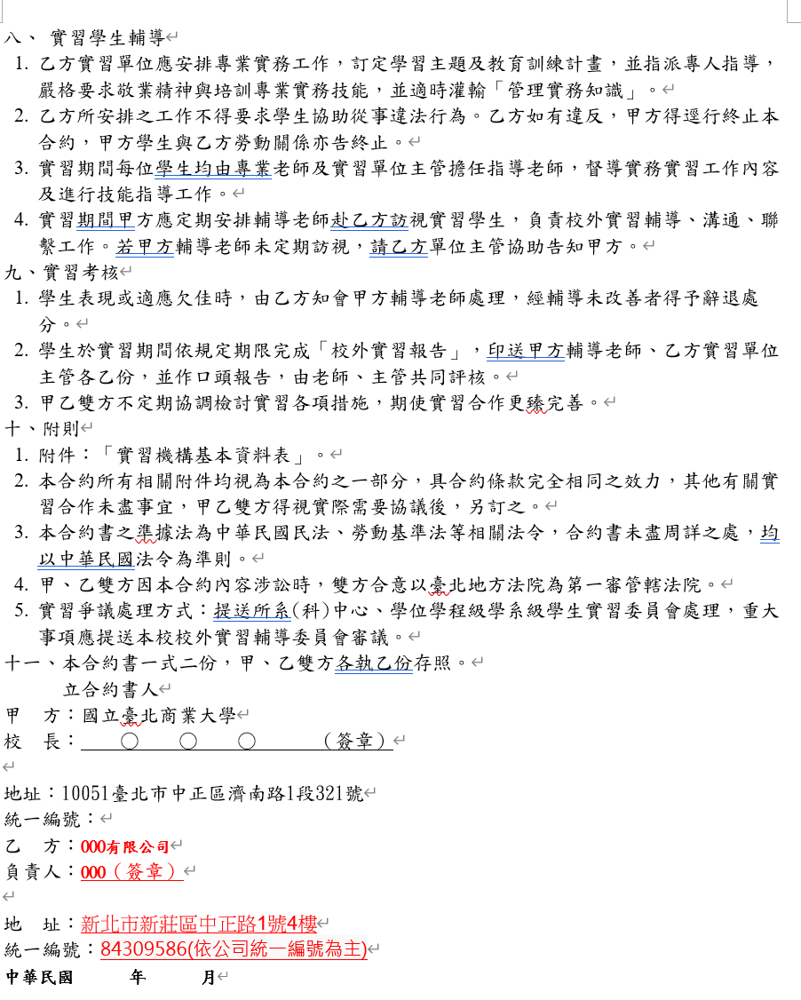 八、 實習學生輔導
1. 乙方實習單位應安排專業實務工作，訂定學習主題及教育訓練計畫，並指派專人指導，
嚴格要求敬業精神與培訓專業實務技能，並適時灌輸「管理實務知識」。
2. 乙方所安排之工作不得要求學生協助從事違法行為。乙方如有違反，甲方得逕行終止本
合約，甲方學生與乙方勞動關係亦告終止。
3. 實習期間每位學生均由專業老師及實習單位主管擔任指導老師，督導實務實習工作內容
及進行技能指導工作。
4. 實習期間甲方應定期安排輔導老師赴乙方訪視實習學生，負責校外實習輔導、溝通、聯
繫工作。若甲方輔導老師未定期訪視，請乙方單位主管協助告知甲方。
九、實習考核
1. 學生表現或適應欠佳時，由乙方知會甲方輔導老師處理，經輔導未改善者得予辭退處
分。
2. 學生於實習期間依規定期限完成「校外實習報告」，印送甲方輔導老師、乙方實習單位
主管各乙份，並作口頭報告，由老師、主管共同評核。
3. 甲乙雙方不定期協調檢討實習各項措施，期使實習合作更臻完善。
十、附則
1. 附件：「實習機構基本資料表」。
2. 本合約所有相關附件均視為本合約之一部分，具合約條款完全相同之效力，其他有關實
習合作未盡事宜，甲乙雙方得視實際需要協議後，另訂之。
3. 本合約書之準據法為中華民國民法、勞動基準法等相關法令，合約書未盡周詳之處，均
以中華民國法令為準則。
4. 甲、乙雙方因本合約內容涉訟時，雙方合意以臺北地方法院為第一審管轄法院。
5. 實習爭議處理方式：提送所系(科)中心、學位學程級學系級學生實習委員會處理，重大
事項應提送本校校外實習輔導委員會審議。
十一、本合約書一式二份，甲、乙雙方各執乙份存照。
立合約書人
甲 方：國立臺北商業大學
校 長： ○ ○ ○ （簽章）
地址：10051臺北市中正區濟南路1段321號
統一編號：
乙 方：000有限公司
負責人：000（簽章）
地 址：新北市新莊區中正路1號4樓
統一編號：84309586(依公司統一編號為主)
中華民國 年 月